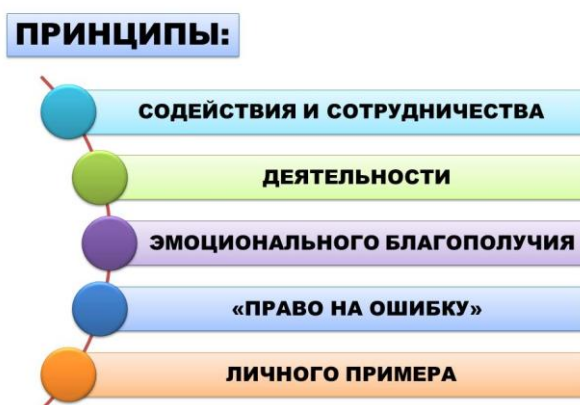 ПРИНЦИПЫ:
СОДЕЙСТВИЯ И СОТРУДНИЧЕСТВА
ДЕЯТЕЛЬНОСТИ
ЭМОЦИОНАЛЬНОГО БЛАГОПОЛУЧИЯ
«ПРАВО НА ОШИБКУ»
ЛИЧНОГО ПРИМЕРА